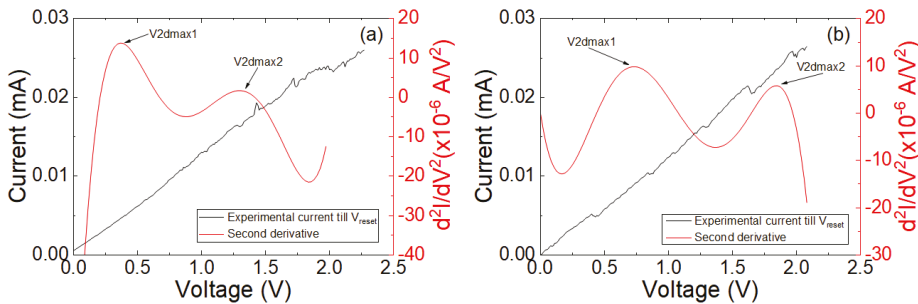 (a)
V2dmax1
V2dmax2
Current (mA)
0.03
0.02
0.01
0.00
0.0 0.5 1.0 1.5 2.0 2.5
Voltage (V)
20
10
0
-10
-20
-30
-40
d²I/dV²(x10⁻⁶ A/V²)
Experimental current till Vreset
Second derivative
(b)
V2dmax1
V2dmax2
Current (mA)
0.03
0.02
0.01
0.00
0.0 0.5 1.0 1.5 2.0 2.5
Voltage (V)
20
10
0
-10
-20
-30
d²I/dV²(x10⁻⁶ A/V²)
Experimental current till Vreset
Second derivative